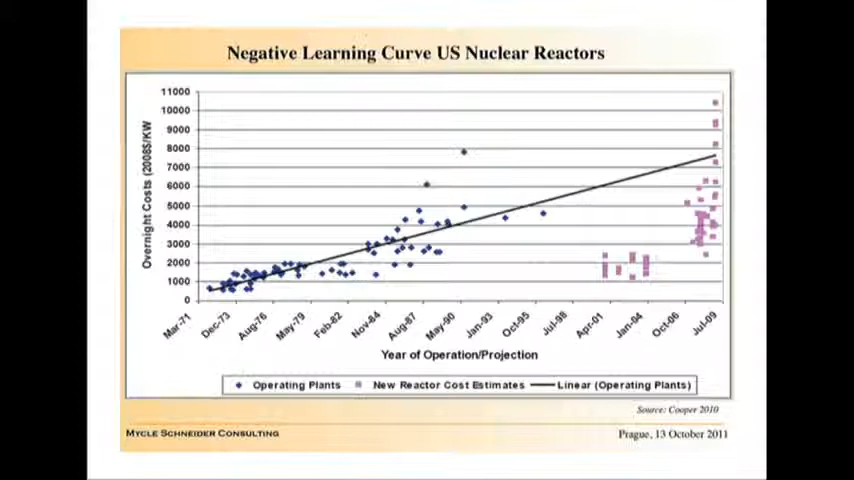 Negative Learning Curve US Nuclear Reactors
Overnight Costs (2008$/KW
11000
10000
9000
8000
7000
6000
5000
4000
3000
2000
1000
0
Mar-71
Dec-73
Aug-76
May-79
Feb-82
Nov-84
Aug-87
May-90
Jan-93
Oct-95
Jul-98
Apr-01
Jan-04
Oct-06
Jul-09
Year of Operation/Projection
Operating Plants New Reactor Cost Estimates Linear (Operating Plants)
Source: Cooper 2010
MYCLE SCHNEIDER CONSULTING
Prague, 13 October 2011